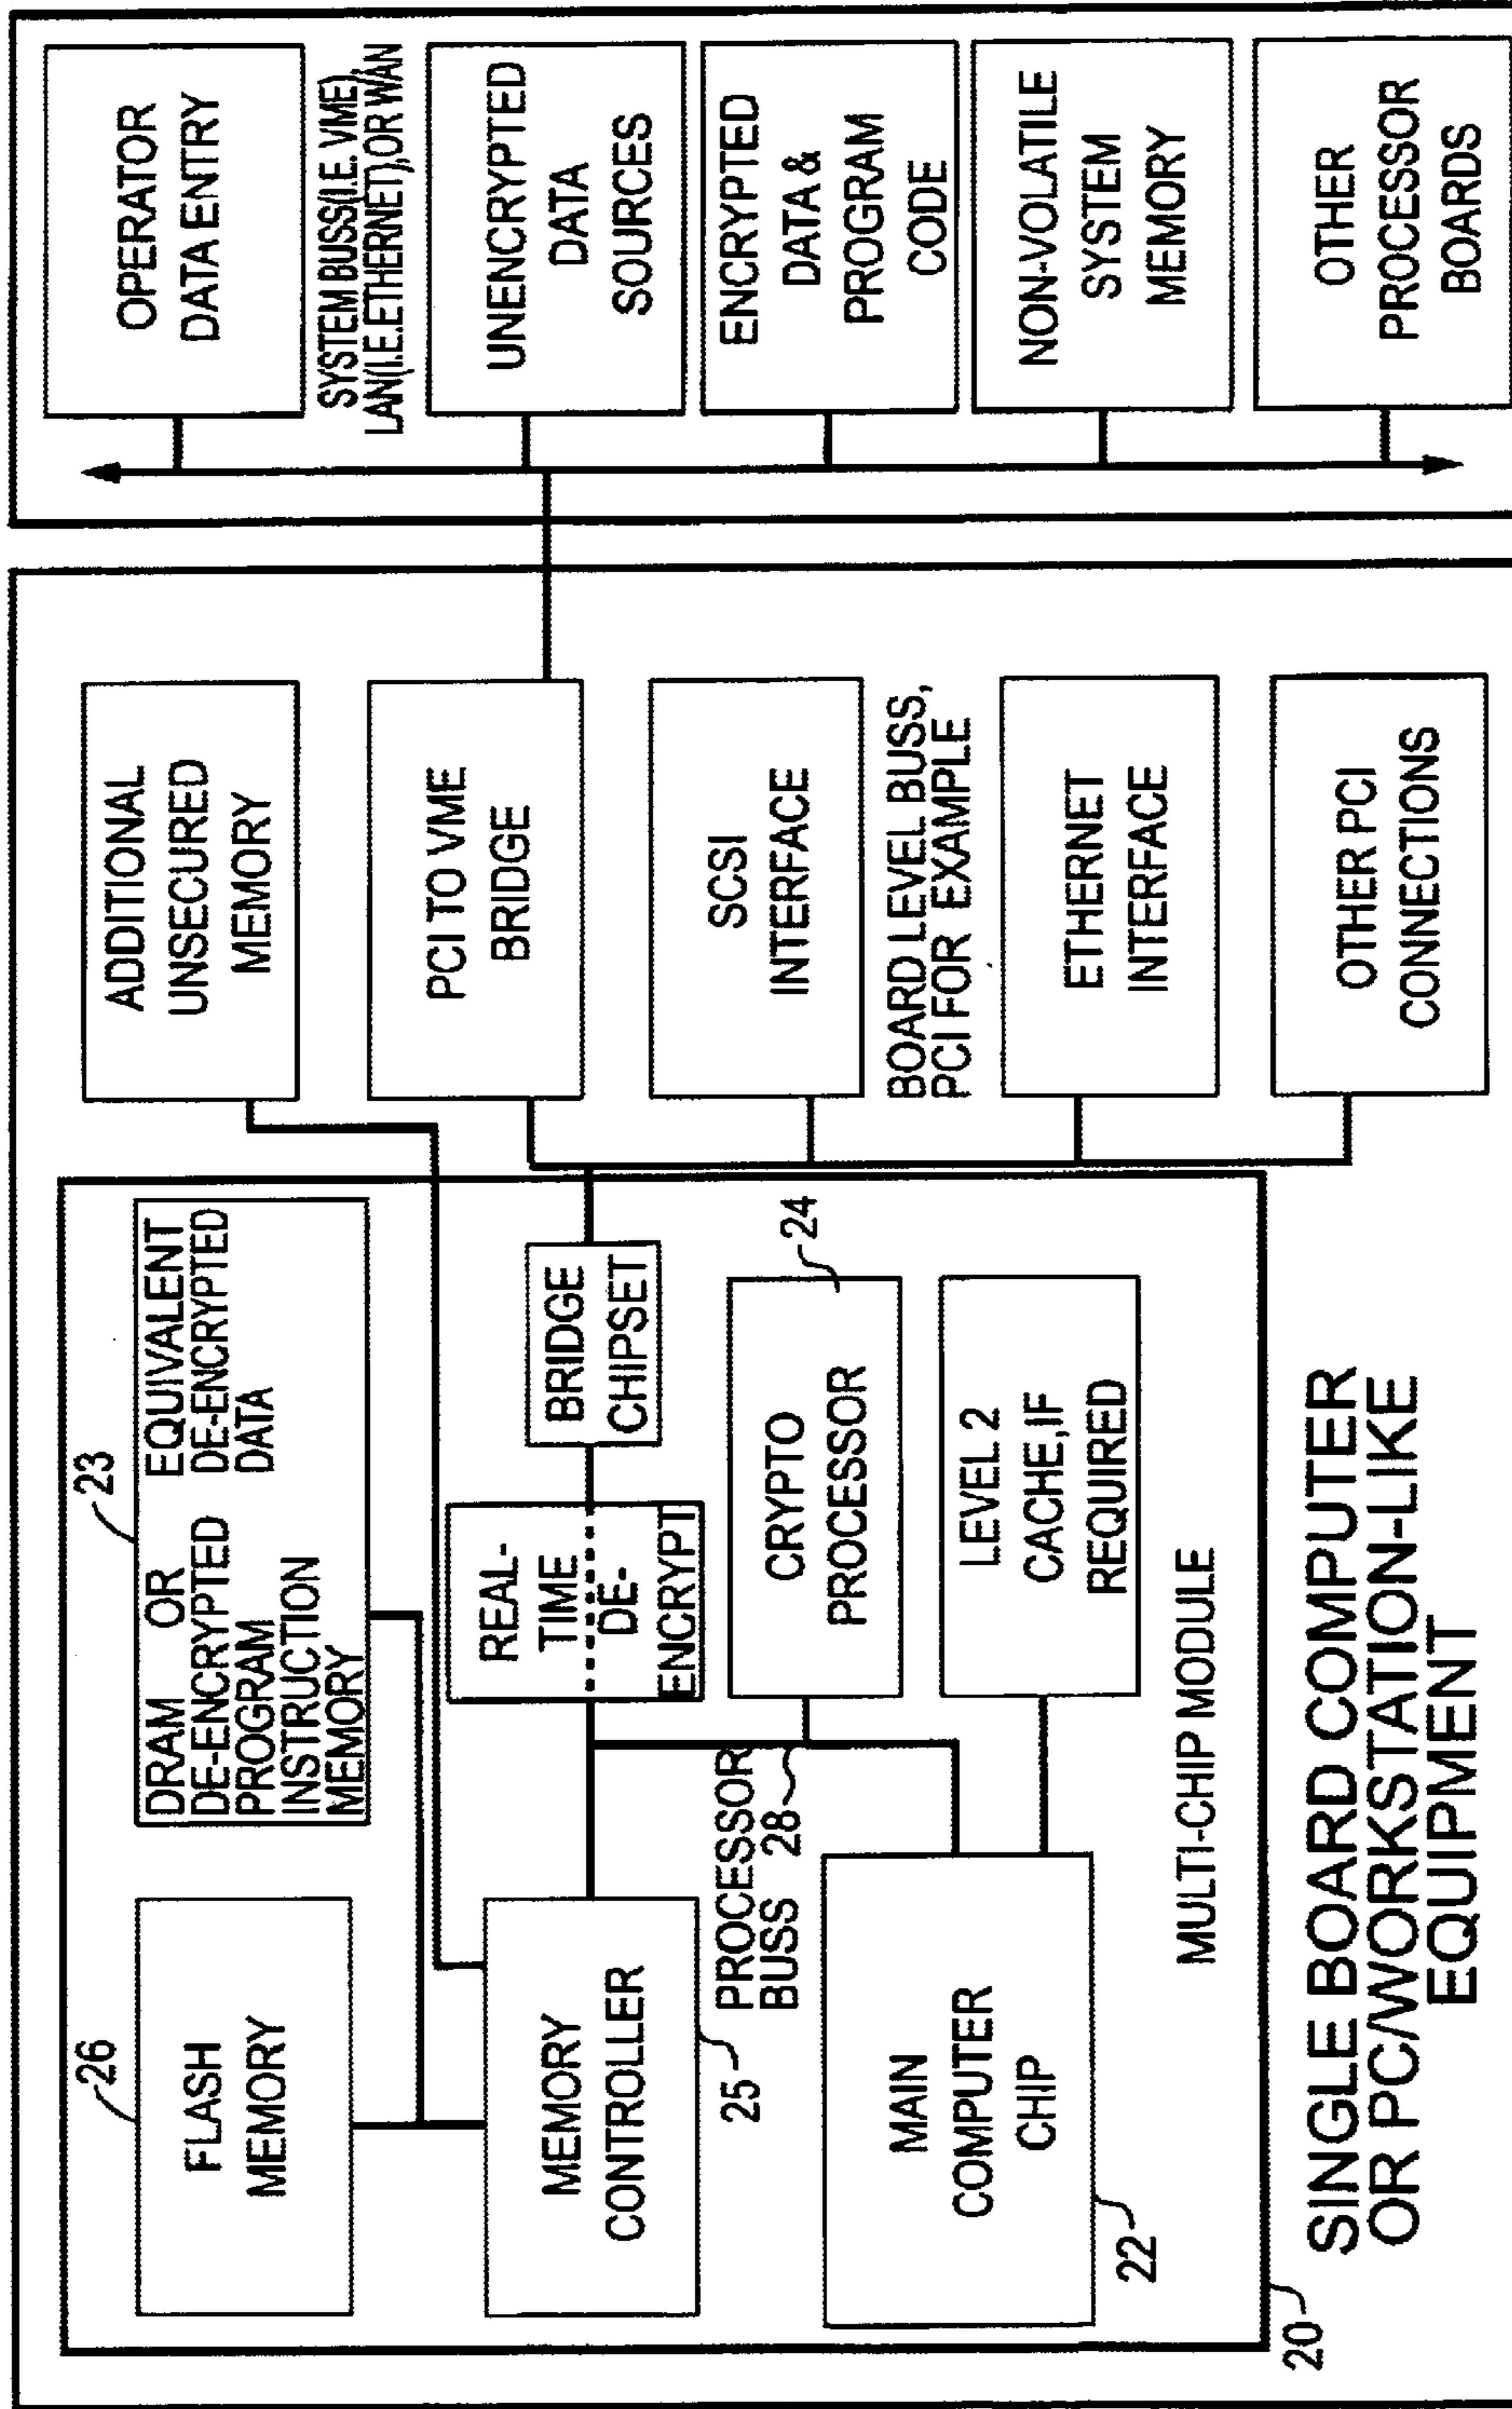 26
FLASH
MEMORY
23
DRAM OR EQUIVALENT
DE-ENCRYPTED DE-ENCRYPTED
PROGRAM DATA
INSTRUCTION
MEMORY
ADDITIONAL
UNSECURED
MEMORY
MEMORY
CONTROLLER
25
REAL-
TIME
DE-
ENCRYPT
BRIDGE
CHIPSET
PCI TO VME
BRIDGE
PROCESSOR
BUSS 28
CRYPTO
PROCESSOR
24
SCSI
INTERFACE
BOARD LEVEL BUSS,
PCI FOR EXAMPLE
MAIN
COMPUTER
CHIP
22
LEVEL 2
CACHE,IF
REQUIRED
ETHERNET
INTERFACE
MULTI-CHIP MODULE
OTHER PCI
CONNECTIONS
20
SINGLE BOARD COMPUTER
OR PC/WORKSTATION-LIKE
EQUIPMENT
OPERATOR
DATA ENTRY
SYSTEM BUSS(I.E. VME),
LAN(I.E.ETHERNET),OR WAN
UNENCRYPTED
DATA
SOURCES
ENCRYPTED
DATA &
PROGRAM
CODE
NON-VOLATILE
SYSTEM
MEMORY
OTHER
PROCESSOR
BOARDS